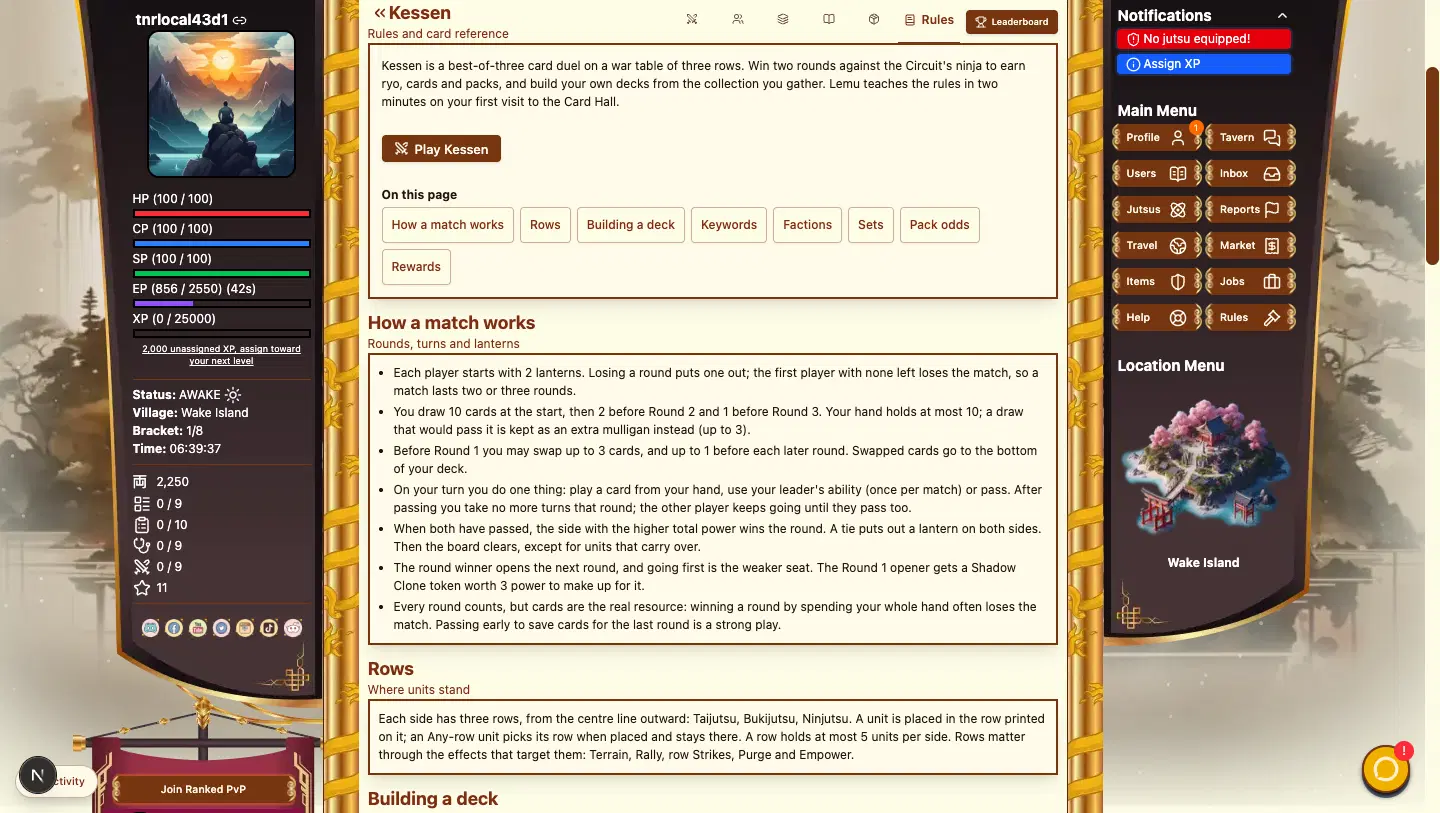 tnrlocal43d1
HP (100 / 100)
CP (100 / 100)
SP (100 / 100)
EP (856 / 2550) (42s)
XP (0 / 25000)
2,000 unassigned XP, assign toward
your next level
Status: AWAKE
Village: Wake Island
Bracket: 1/8
Time: 06:39:37
両 2,250
0 / 9
0 / 10
0 / 9
0 / 9
11
N
ctivity
Join Ranked PvP
«Kessen
Rules and card reference
Rules
Leaderboard
Kessen is a best-of-three card duel on a war table of three rows. Win two rounds against the Circuit's ninja to earn
ryo, cards and packs, and build your own decks from the collection you gather. Lemu teaches the rules in two
minutes on your first visit to the Card Hall.
Play Kessen
On this page
How a match works
Rows
Building a deck
Keywords
Factions
Sets
Pack odds
Rewards
How a match works
Rounds, turns and lanterns
• Each player starts with 2 lanterns. Losing a round puts one out; the first player with none left loses the match, so a
match lasts two or three rounds.
• You draw 10 cards at the start, then 2 before Round 2 and 1 before Round 3. Your hand holds at most 10; a draw
that would pass it is kept as an extra mulligan instead (up to 3).
• Before Round 1 you may swap up to 3 cards, and up to 1 before each later round. Swapped cards go to the bottom
of your deck.
• On your turn you do one thing: play a card from your hand, use your leader's ability (once per match) or pass. After
passing you take no more turns that round; the other player keeps going until they pass too.
• When both have passed, the side with the higher total power wins the round. A tie puts out a lantern on both sides.
Then the board clears, except for units that carry over.
• The round winner opens the next round, and going first is the weaker seat. The Round 1 opener gets a Shadow
Clone token worth 3 power to make up for it.
• Every round counts, but cards are the real resource: winning a round by spending your whole hand often loses the
match. Passing early to save cards for the last round is a strong play.
Rows
Where units stand
Each side has three rows, from the centre line outward: Taijutsu, Bukijutsu, Ninjutsu. A unit is placed in the row printed
on it; an Any-row unit picks its row when placed and stays there. A row holds at most 5 units per side. Rows matter
through the effects that target them: Terrain, Rally, row Strikes, Purge and Empower.
Building a deck
Notifications
No jutsu equipped!
Assign XP
Main Menu
Profile
1
Tavern
Users
Inbox
Jutsus
Reports
Travel
Market
Items
Jobs
Help
Rules
Location Menu
Wake Island
!